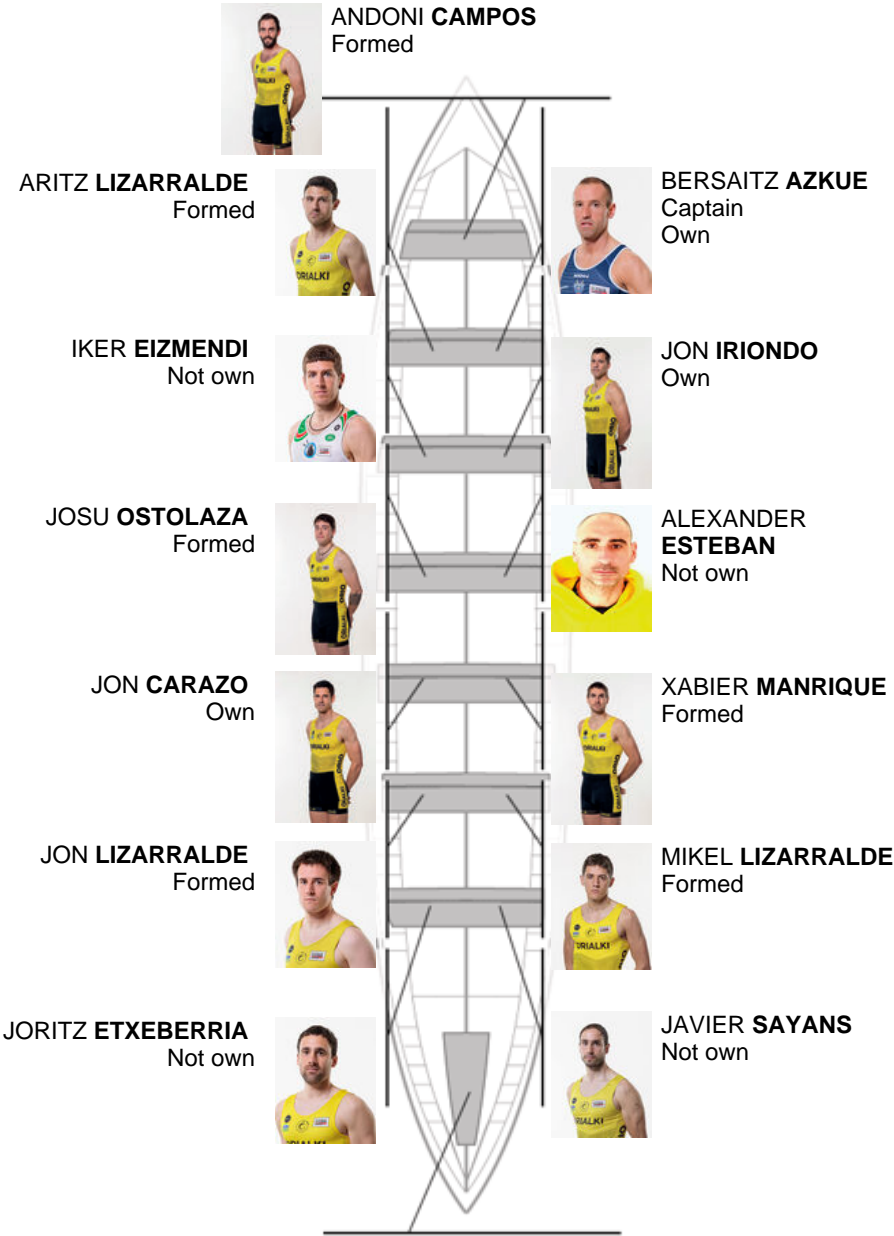 ANDONI CAMPOS
Formed
ARITZ LIZARRALDE
Formed
BERSAITZ AZKUE
Captain
Own
IKER EIZMENDI
Not own
JON IRIONDO
Own
JOSU OSTOLAZA
Formed
ALEXANDER
ESTEBAN
Not own
JON CARAZO
Own
XABIER MANRIQUE
Formed
JON LIZARRALDE
Formed
MIKEL LIZARRALDE
Formed
JORITZ ETXEBERRIA
Not own
JAVIER SAYANS
Not own